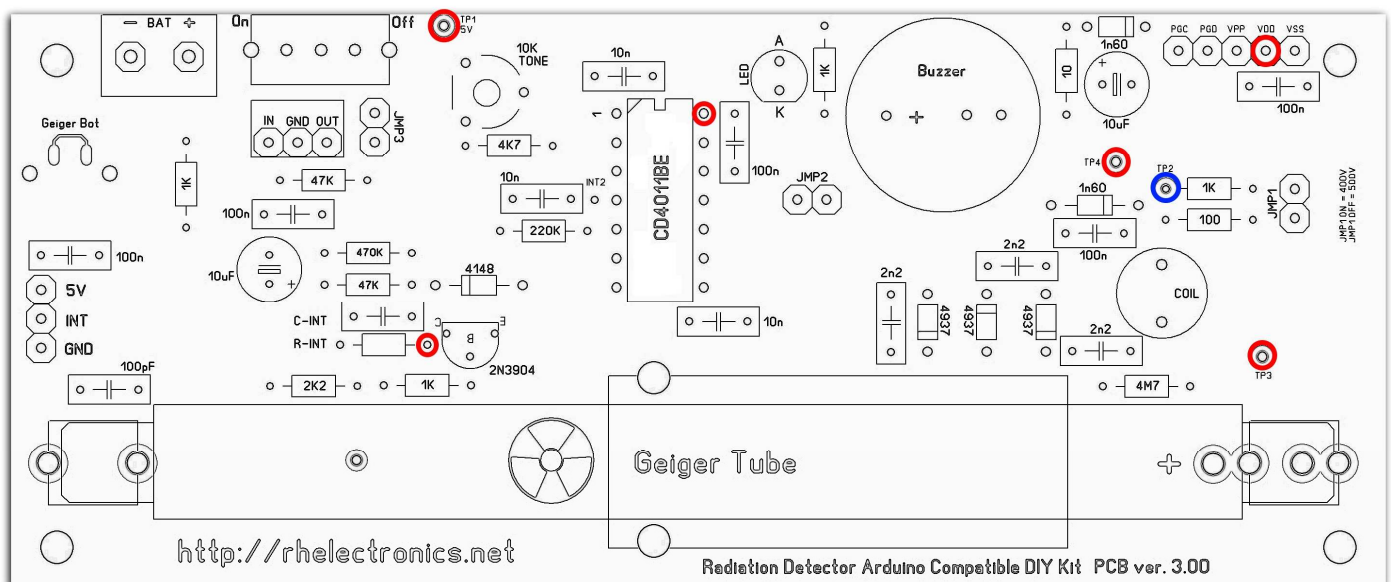 − BAT +
On Off
TP1
5V
10K
TONE
10n
LED
A
K
1K
Buzzer
+
10
1n60
+
10uF
PGC PGD VPP VDD VSS
100n
Geiger Bot
IN GND OUT
JMP3
1
4K7
100n
1K
47K
10n
INT2
CD4011BE
JMP2
TP4
TP2
1n60
1K
100
JMP1
JMP1 ON = 400V
JMP1 OFF = 500V
100n
220K
100n
100n
470K
10uF
+
47K
4148
2n2
2n2
COIL
5V
INT
GND
C-INT
R-INT
C
B
E
2N3904
10n
4937
4937
4937
2n2
TP3
100pF
2K2
1K
4M7
Geiger Tube
+
http://rhelectronics.net
Radiation Detector Arduino Compatible DIY Kit PCB ver. 3.00